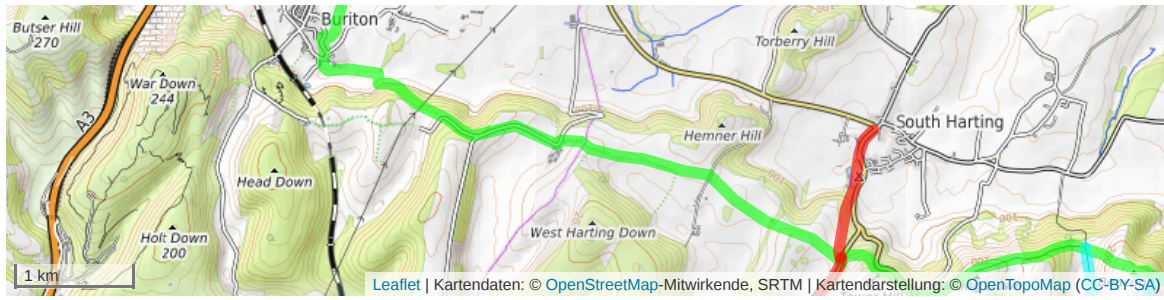 Butser Hill
270
Buriton
War Down
244
A3
Torberry Hill
South Harting
Hemner Hill
Head Down
100
West Harting Down
Holt Down
200
1 km
Leaflet | Kartendaten: © OpenStreetMap-Mitwirkende, SRTM | Kartendarstellung: © OpenTopoMap (CC-BY-SA)